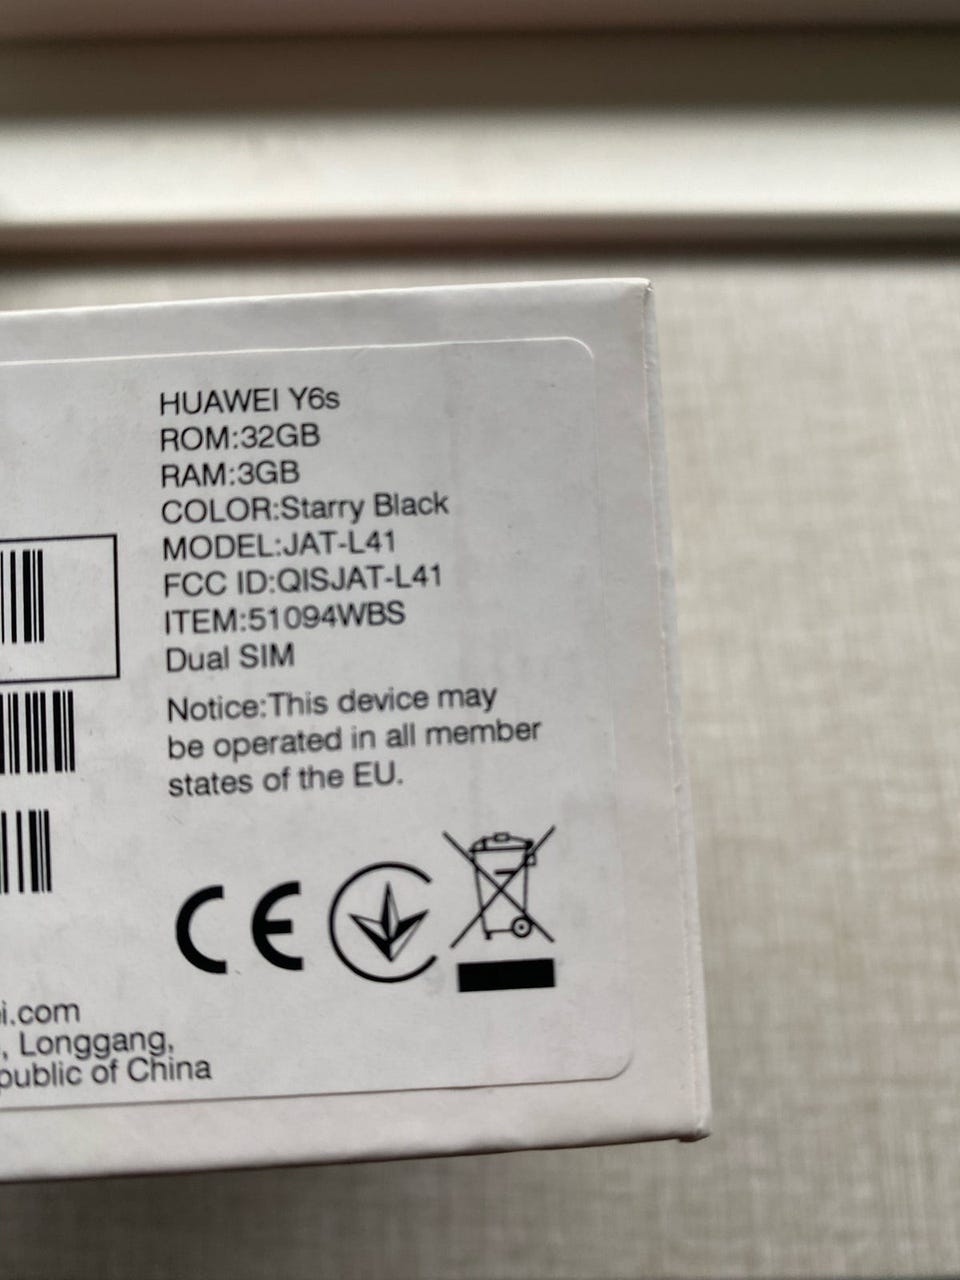 HUAWEI Y6s
ROM:32GB
RAM:3GB
COLOR:Starry Black
MODEL:JAT-L41
FCC ID:QISJAT-L41
ITEM:51094WBS
Dual SIM
Notice:This device may
be operated in all member
states of the EU.
CE
i.com
, Longgang,
public of China